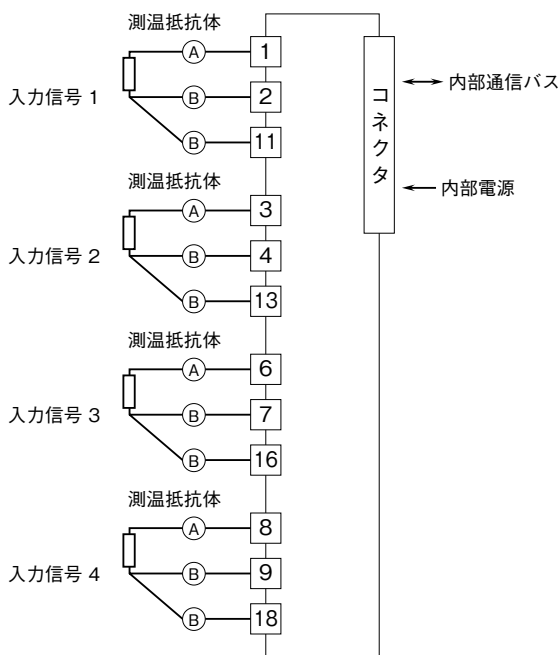 測温抵抗体
入力信号 1
A
1
B
2
B
11
測温抵抗体
入力信号 2
A
3
B
4
B
13
測温抵抗体
入力信号 3
A
6
B
7
B
16
測温抵抗体
入力信号 4
A
8
B
9
B
18
コネクタ
内部通信バス
内部電源